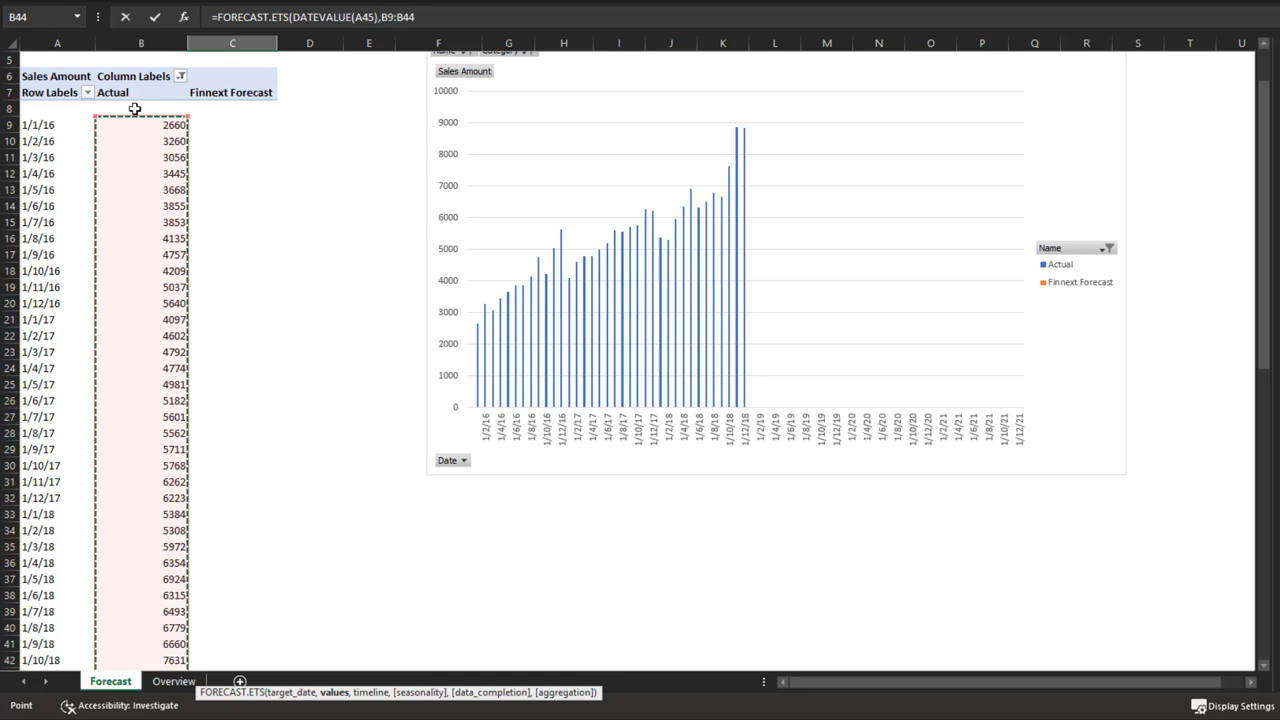 B44 =FORECAST.ETS(DATEVALUE(A45),B9:B44
A B C D E F G H I J K L M N O P Q R S T U
5
6 Sales Amount Column Labels
7 Row Labels Actual Finnext Forecast
8
9 1/1/16 2660
10 1/2/16 3260
11 1/3/16 3056
12 1/4/16 3445
13 1/5/16 3668
14 1/6/16 3855
15 1/7/16 3853
16 1/8/16 4135
17 1/9/16 4757
18 1/10/16 4209
19 1/11/16 5037
20 1/12/16 5640
21 1/1/17 4097
22 1/2/17 4602
23 1/3/17 4792
24 1/4/17 4774
25 1/5/17 4981
26 1/6/17 5182
27 1/7/17 5601
28 1/8/17 5562
29 1/9/17 5711
30 1/10/17 5768
31 1/11/17 6262
32 1/12/17 6223
33 1/1/18 5384
34 1/2/18 5308
35 1/3/18 5972
36 1/4/18 6354
37 1/5/18 6924
38 1/6/18 6315
39 1/7/18 6493
40 1/8/18 6779
41 1/9/18 6660
42 1/10/18 7631
Sales Amount
10000
9000
8000
7000
6000
5000
4000
3000
2000
1000
0
1/2/16 1/4/16 1/6/16 1/8/16 1/10/16 1/12/16 1/2/17 1/4/17 1/6/17 1/8/17 1/10/17 1/12/17 1/2/18 1/4/18 1/6/18 1/8/18 1/10/18 1/12/18 1/2/19 1/4/19 1/6/19 1/8/19 1/10/19 1/12/19 1/2/20 1/4/20 1/6/20 1/8/20 1/10/20 1/12/20 1/2/21 1/4/21 1/6/21 1/8/21 1/10/21 1/12/21
Date
Name
Actual
Finnext Forecast
Forecast Overview
FORECAST.ETS(target_date, values, timeline, [seasonality], [data_completion], [aggregation])
Point Accessibility: Investigate Display Settings